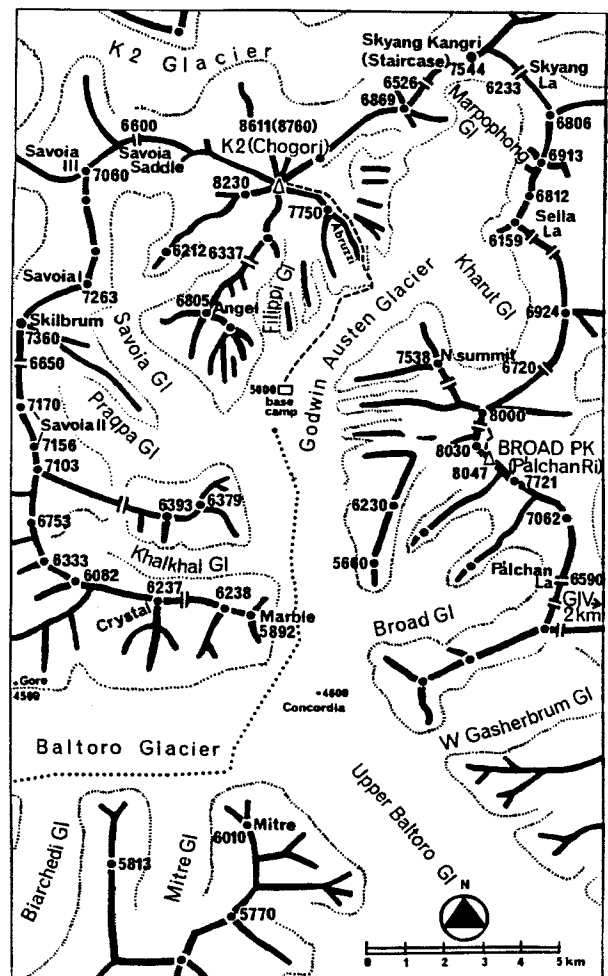 K2 Glacier
Skyang Kangri
(Staircase)
7544
Skyang
La
6233
6526
6869
Marpophong
Gl
6806
6913
6812
Sella
La
6159
6600
Savoia
Saddle
Savoia
III
7060
8611(8760)
K2 (Chogori)
8230
7750
Abruzzi
6212
6337
Savoia I
7263
6805
Angel
Filippi Gl
Godwin Austen Glacier
Kharut Gl
6924
Skilbrum
7360
6650
Savoia Gl
7538
N summit
6720
5000
base
camp
7170
Praqpa Gl
Savoia II
7156
7103
8000
8030
BROAD PK
(Palchan Ri)
8047
7721
7062
6230
5660
6393
6379
6753
Khalkhal Gl
6333
6082
6237
6238
Crystal
Marble
5892
Palchan
La
6590
GIV
2km
Broad Gl
Gore
4500
4600
Concordia
W Gasherbrum Gl
Baltoro Glacier
Upper Baltoro Gl
Biarchedi Gl
5813
Mitre Gl
Mitre
6010
5770
N
0 1 2 3 4 5 km